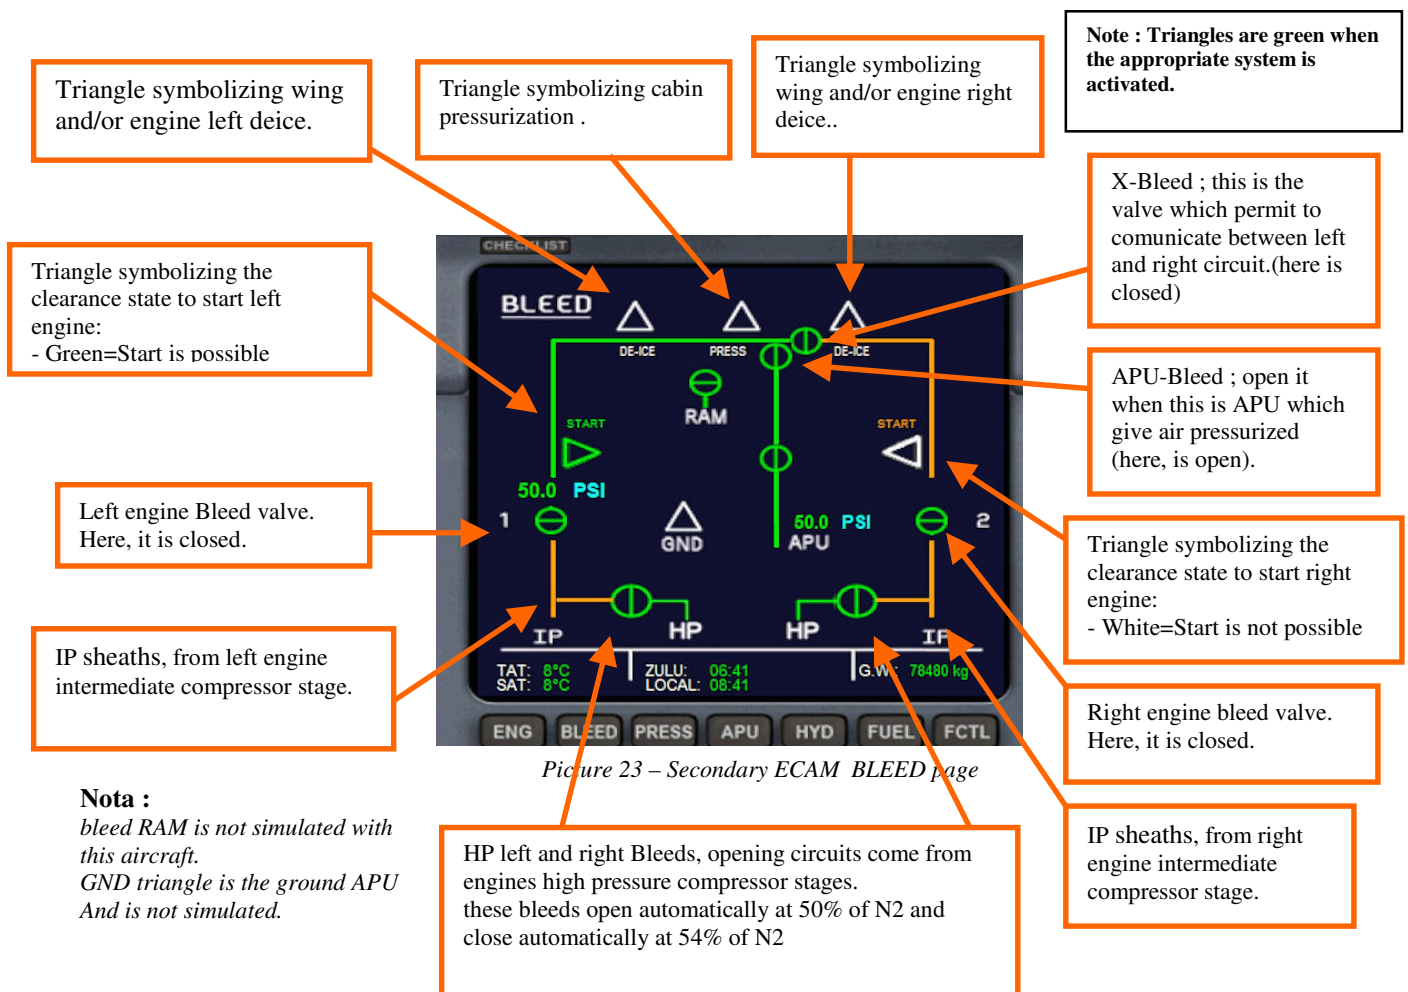 Note : Triangles are green when
the appropriate system is
activated.
Triangle symbolizing wing
and/or engine left deice.
Triangle symbolizing cabin
pressurization .
Triangle symbolizing
wing and/or engine right
deice..
X-Bleed ; this is the
valve which permit to
comunicate between left
and right circuit.(here is
closed)
Triangle symbolizing the
clearance state to start left
engine:
- Green=Start is possible
APU-Bleed ; open it
when this is APU which
give air pressurized
(here, is open).
Left engine Bleed valve.
Here, it is closed.
Triangle symbolizing the
clearance state to start right
engine:
- White=Start is not possible
IP sheaths, from left engine
intermediate compressor stage.
Right engine bleed valve.
Here, it is closed.
CHECKLIST
BLEED
DE-ICE PRESS DE-ICE
RAM
START START
50.0 PSI
1 2
GND
50.0 PSI
APU
IP HP HP IP
TAT: 8°C ZULU: 06:41 G.W.: 78480 kg
SAT: 8°C LOCAL: 08:41
ENG BLEED PRESS APU HYD FUEL FCTL
Picture 23 – Secondary ECAM BLEED page
Nota :
bleed RAM is not simulated with
this aircraft.
GND triangle is the ground APU
And is not simulated.
HP left and right Bleeds, opening circuits come from
engines high pressure compressor stages.
these bleeds open automatically at 50% of N2 and
close automatically at 54% of N2
IP sheaths, from right
engine intermediate
compressor stage.